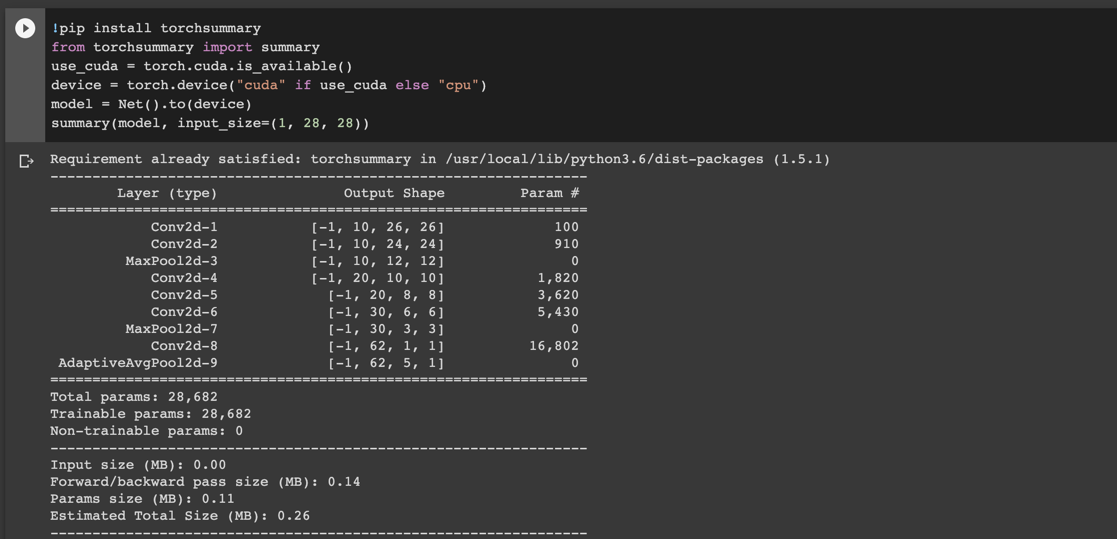 !pip install torchsummary
from torchsummary import summary
use_cuda = torch.cuda.is_available()
device = torch.device("cuda" if use_cuda else "cpu")
model = Net().to(device)
summary(model, input_size=(1, 28, 28))
Requirement already satisfied: torchsummary in /usr/local/lib/python3.6/dist-packages (1.5.1)
----------------------------------------------------------------
Layer (type) Output Shape Param #
================================================================
Conv2d-1 [-1, 10, 26, 26] 100
Conv2d-2 [-1, 10, 24, 24] 910
MaxPool2d-3 [-1, 10, 12, 12] 0
Conv2d-4 [-1, 20, 10, 10] 1,820
Conv2d-5 [-1, 20, 8, 8] 3,620
Conv2d-6 [-1, 30, 6, 6] 5,430
MaxPool2d-7 [-1, 30, 3, 3] 0
Conv2d-8 [-1, 62, 1, 1] 16,802
AdaptiveAvgPool2d-9 [-1, 62, 5, 1] 0
================================================================
Total params: 28,682
Trainable params: 28,682
Non-trainable params: 0
----------------------------------------------------------------
Input size (MB): 0.00
Forward/backward pass size (MB): 0.14
Params size (MB): 0.11
Estimated Total Size (MB): 0.26
----------------------------------------------------------------